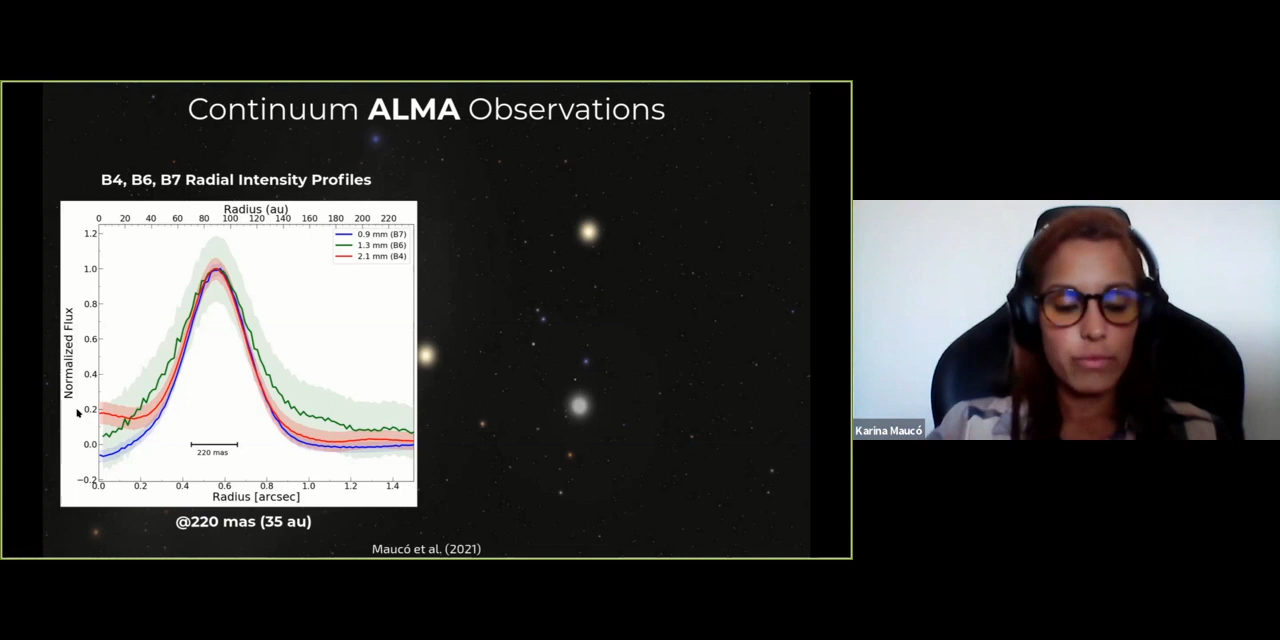 Continuum ALMA Observations
B4, B6, B7 Radial Intensity Profiles
Radius (au)
0 20 40 60 80 100 120 140 160 180 200 220
1.2
1.0
0.8
0.6
0.4
0.2
0.0
−0.2
Normalized Flux
0.9 mm (B7)
1.3 mm (B6)
2.1 mm (B4)
220 mas
0.0 0.2 0.4 0.6 0.8 1.0 1.2 1.4
Radius [arcsec]
@220 mas (35 au)
Maucó et al. (2021)
Karina Maucó